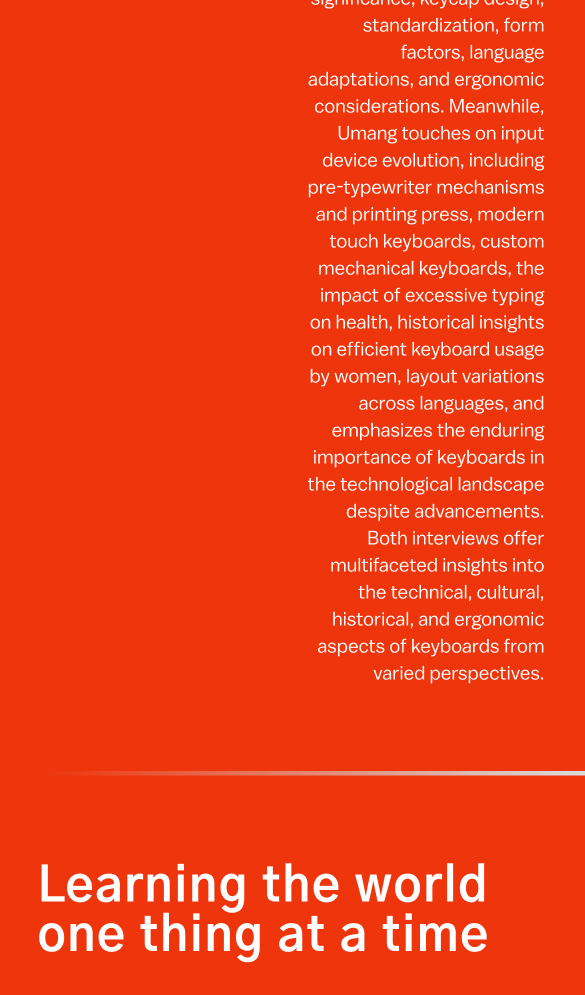 significance, keycap design,
standardization, form
factors, language
adaptations, and ergonomic
considerations. Meanwhile,
Umang touches on input
device evolution, including
pre-typewriter mechanisms
and printing press, modern
touch keyboards, custom
mechanical keyboards, the
impact of excessive typing
on health, historical insights
on efficient keyboard usage
by women, layout variations
across languages, and
emphasizes the enduring
importance of keyboards in
the technological landscape
despite advancements.
Both interviews offer
multifaceted insights into
the technical, cultural,
historical, and ergonomic
aspects of keyboards from
varied perspectives.
Learning the world
one thing at a time